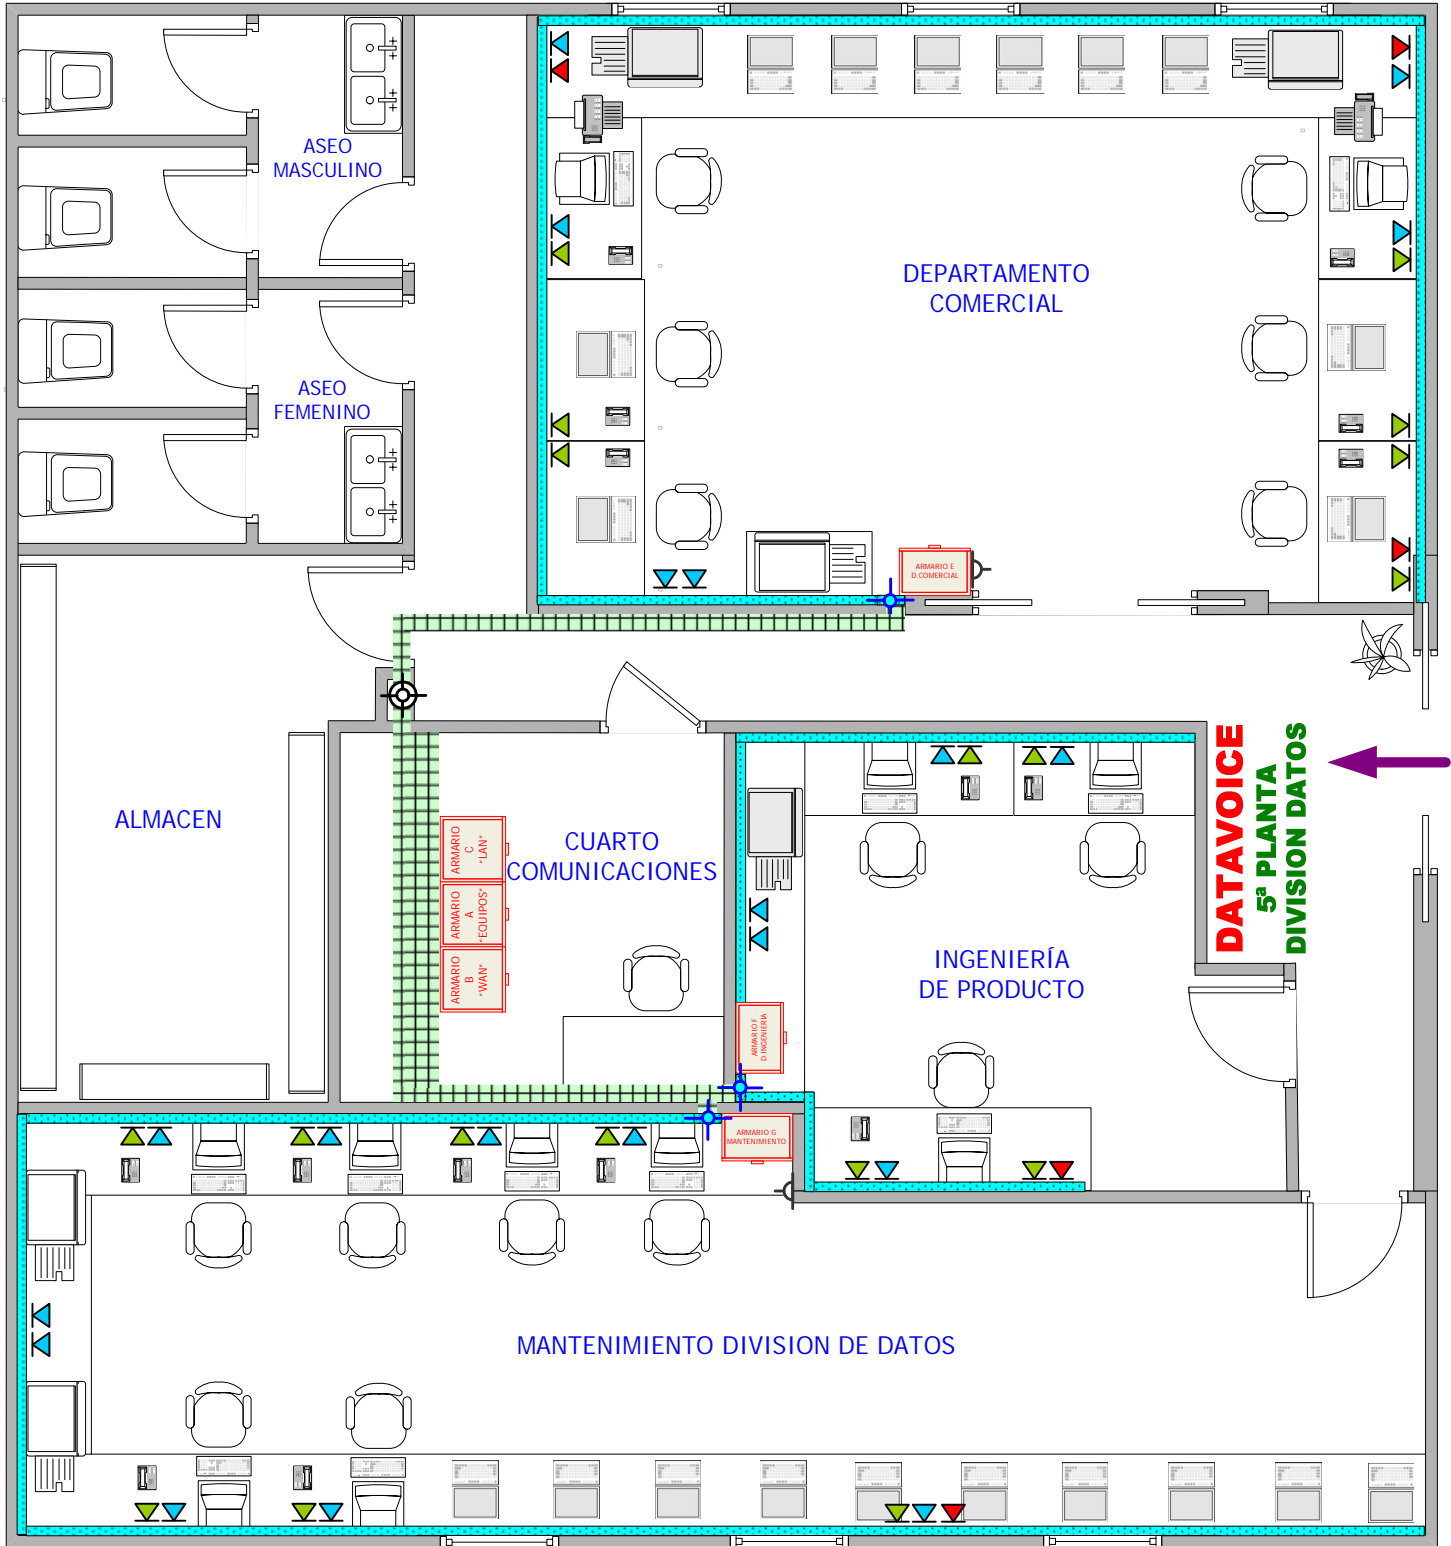 ASEO
MASCULINO
DEPARTAMENTO
COMERCIAL
ASEO
FEMENINO
ARMARIO E
D.COMERCIAL
DATAVOICE
5ª PLANTA
DIVISION DATOS
ALMACEN
CUARTO
COMUNICACIONES
ARMARIO
C
"LAN"
ARMARIO
A
"EQUIPOS"
ARMARIO
B
"WAN"
INGENIERÍA
DE PRODUCTO
ARMARIO F
D.INGENIERIA
ARMARIO G
MANTENIMIENTO
MANTENIMIENTO DIVISION DE DATOS